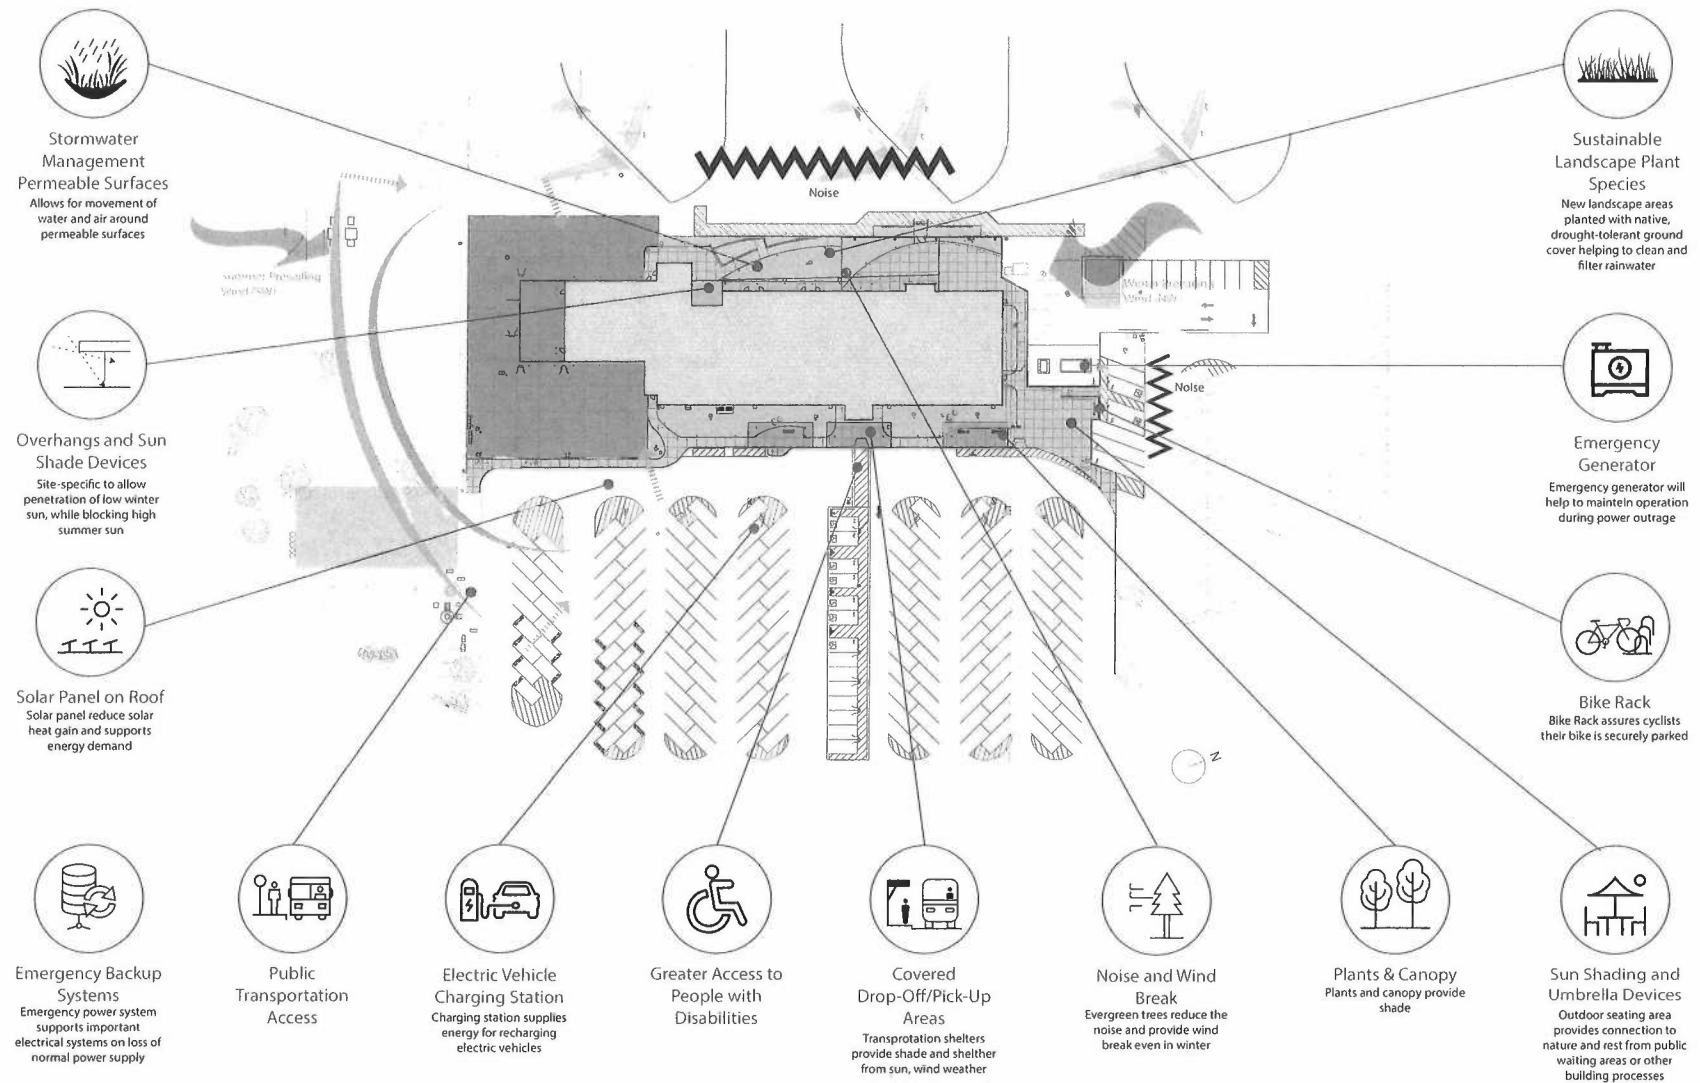 Stormwater
Management
Permeable Surfaces
Allows for movement of
water and air around
permeable surfaces
Noise
Sustainable
Landscape Plant
Species
New landscape areas
planted with native,
drought-tolerant ground
cover helping to clean and
filter rainwater
Summer Prevailing
Overhangs and Sun
Shade Devices
Site-specific to allow
penetration of low winter
sun, while blocking high
summer sun
Noise
Emergency
Generator
Emergency generator will
help to maintein operation
during power outrage
Solar Panel on Roof
Solar panel reduce solar
heat gain and supports
energy demand
Bike Rack
Bike Rack assures cyclists
their bike is securely parked
N
Emergency Backup
Systems
Emergency power system
supports important
electrical systems on loss of
normal power supply
Public
Transportation
Access
Electric Vehicle
Charging Station
Charging station supplies
energy for recharging
electric vehicles
Greater Access to
People with
Disabilities
Covered
Drop-Off/Pick-Up
Areas
Transprotation shelters
provide shade and shelther
from sun, wind weather
Noise and Wind
Break
Evergreen trees reduce the
noise and provide wind
break even in winter
Plants & Canopy
Plants and canopy provide
shade
Sun Shading and
Umbrella Devices
Outdoor seating area
provides connection to
nature and rest from public
waiting areas or other
building processes